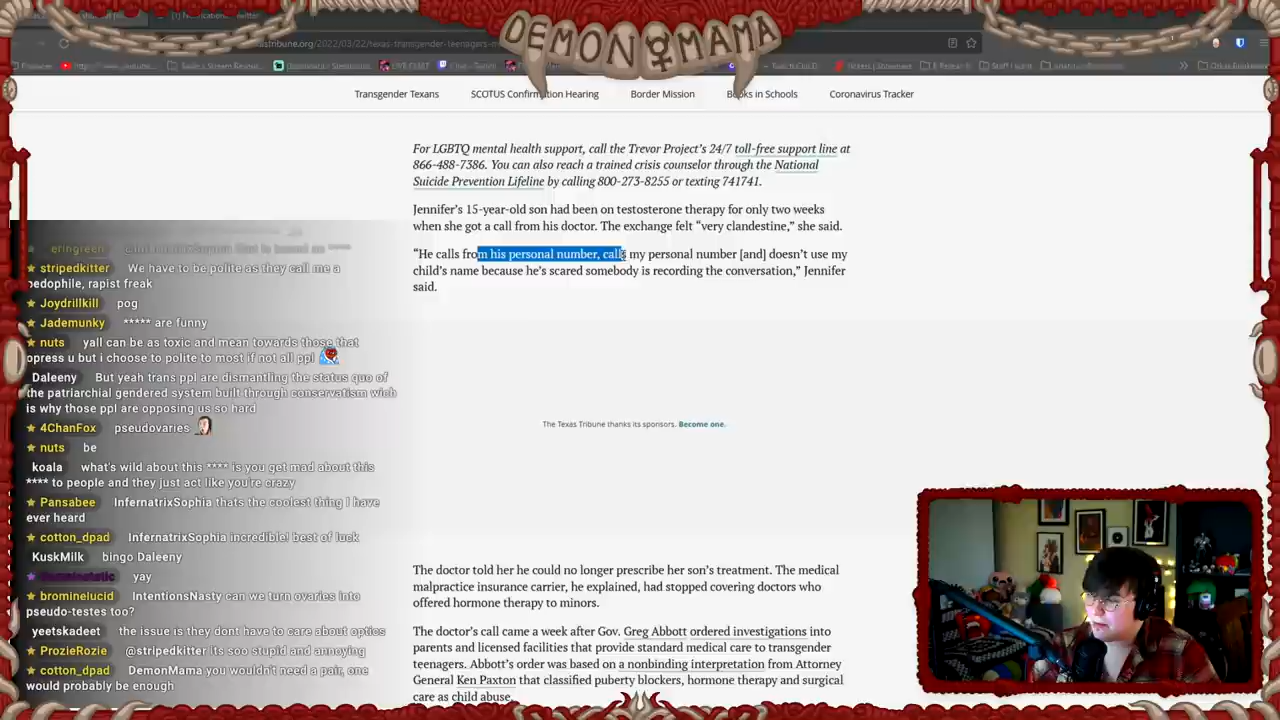 DEMON MAMA
tribune.org/2022/03/22/texas-transgender-teenagers-m
Transgender Texans
SCOTUS Confirmation Hearing
Border Mission
Books in Schools
Coronavirus Tracker
For LGBTQ mental health support, call the Trevor Project's 24/7 toll-free support line at
866-488-7386. You can also reach a trained crisis counselor through the National
Suicide Prevention Lifeline by calling 800-273-8255 or texting 741741.
Jennifer's 15-year-old son had been on testosterone therapy for only two weeks
when she got a call from his doctor. The exchange felt “very clandestine,” she said.
“He calls from his personal number, calls my personal number [and] doesn't use my
child's name because he's scared somebody is recording the conversation,” Jennifer
said.
The Texas Tribune thanks its sponsors. Become one.
The doctor told her he could no longer prescribe her son's treatment. The medical
malpractice insurance carrier, he explained, had stopped covering doctors who
offered hormone therapy to minors.
The doctor's call came a week after Gov. Greg Abbott ordered investigations into
parents and licensed facilities that provide standard medical care to transgender
teenagers. Abbott's order was based on a nonbinding interpretation from Attorney
General Ken Paxton that classified puberty blockers, hormone therapy and surgical
care as child abuse.
eringreen
stripedkitter We have to be polite as they call me a
pedophile, rapist freak
Joydrillkill pog
Jademunky ***** are funny
nuts yall can be as toxic and mean towards those that
opress u but i choose to polite to most if not all ppl
Daleeny But yeah trans ppl are dismantling the status quo of
the patriarchial gendered system built through conservatism wich
is why those ppl are opposing us so hard
4ChanFox pseudovaries
nuts be
koala what's wild about this **** is you get mad about this
**** to people and they just act like you're crazy
Pansabee InfernatrixSophia thats the coolest thing I have
ever heard
cotton_dpad InfernatrixSophia incredible! best of luck
KuskMilk bingo Daleeny
yay
brominelucid IntentionsNasty can we turn ovaries into
pseudo-testes too?
yeetskadeet the issue is they dont have to care about optics
ProzieRozie @stripedkitter its soo stupid and annoying
cotton_dpad DemonMama you wouldn't need a pair, one
would probably be enough